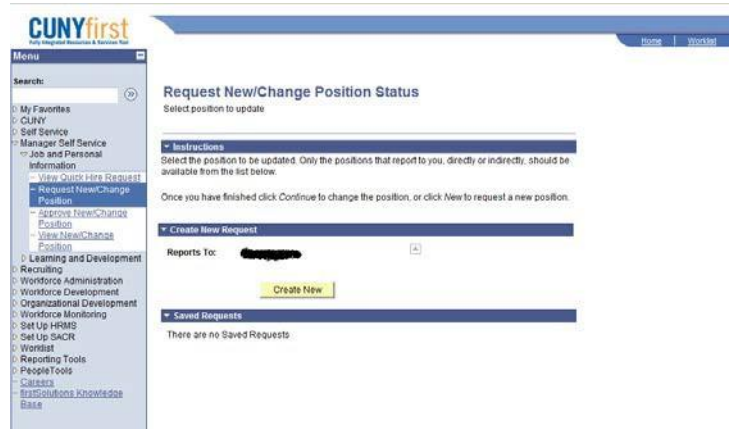 CUNYfirst
Fully Integrated Resources & Services Tool
Home | Worklist
Menu
Search:
My Favorites
CUNY
Self Service
Manager Self Service
Job and Personal
Information
View Quick Hire Request
Request New/Change
Position
Approve New/Change
Position
View New/Change
Position
Learning and Development
Recruiting
Workforce Administration
Workforce Development
Organizational Development
Workforce Monitoring
Set Up HRMS
Set Up SACR
Worklist
Reporting Tools
PeopleTools
Careers
firstSolutions Knowledge
Base
Request New/Change Position Status
Select position to update
Instructions
Select the position to be updated. Only the positions that report to you, directly or indirectly, should be
available from the list below.
Once you have finished click Continue to change the position, or click New to request a new position.
Create New Request
Reports To:
Create New
Saved Requests
There are no Saved Requests